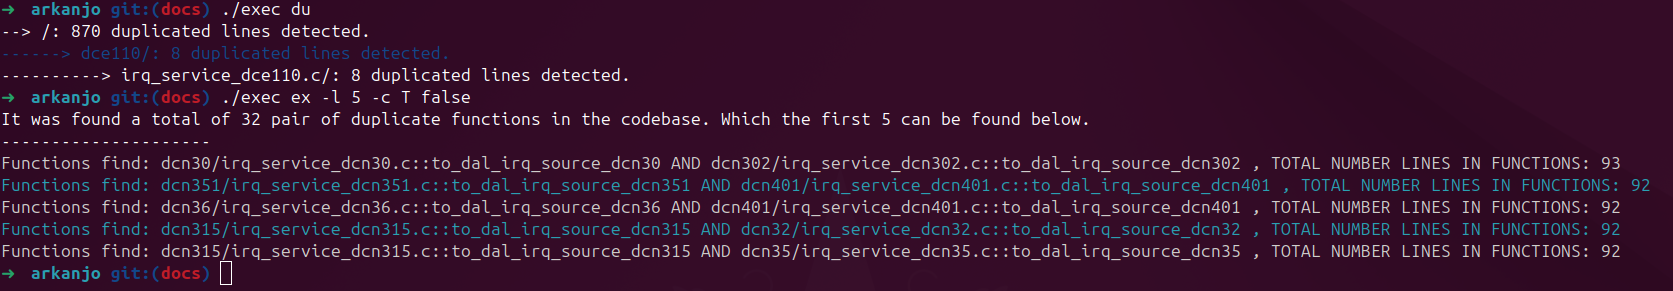 ➜ arkanjo git:(docs) ./exec du
--> /: 870 duplicated lines detected.
------> dce110/: 8 duplicated lines detected.
----------> irq_service_dce110.c/: 8 duplicated lines detected.
➜ arkanjo git:(docs) ./exec ex -l 5 -c T false
It was found a total of 32 pair of duplicate functions in the codebase. Which the first 5 can be found below.
---------------------
Functions find: dcn30/irq_service_dcn30.c::to_dal_irq_source_dcn30 AND dcn302/irq_service_dcn302.c::to_dal_irq_source_dcn302 , TOTAL NUMBER LINES IN FUNCTIONS: 93
Functions find: dcn351/irq_service_dcn351.c::to_dal_irq_source_dcn351 AND dcn401/irq_service_dcn401.c::to_dal_irq_source_dcn401 , TOTAL NUMBER LINES IN FUNCTIONS: 92
Functions find: dcn36/irq_service_dcn36.c::to_dal_irq_source_dcn36 AND dcn401/irq_service_dcn401.c::to_dal_irq_source_dcn401 , TOTAL NUMBER LINES IN FUNCTIONS: 92
Functions find: dcn315/irq_service_dcn315.c::to_dal_irq_source_dcn315 AND dcn32/irq_service_dcn32.c::to_dal_irq_source_dcn32 , TOTAL NUMBER LINES IN FUNCTIONS: 92
Functions find: dcn315/irq_service_dcn315.c::to_dal_irq_source_dcn315 AND dcn35/irq_service_dcn35.c::to_dal_irq_source_dcn35 , TOTAL NUMBER LINES IN FUNCTIONS: 92
➜ arkanjo git:(docs)